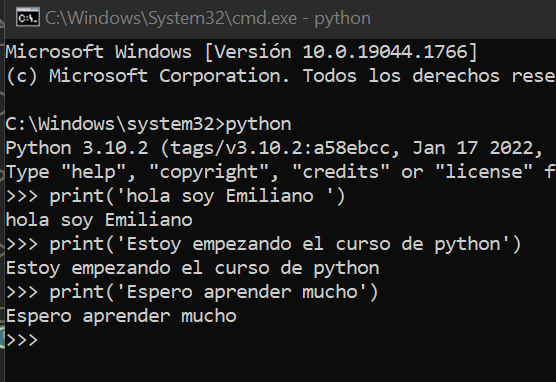 C:\Windows\System32\cmd.exe - python
Microsoft Windows [Versión 10.0.19044.1766]
(c) Microsoft Corporation. Todos los derechos rese
C:\Windows\system32>python
Python 3.10.2 (tags/v3.10.2:a58ebcc, Jan 17 2022,
Type "help", "copyright", "credits" or "license" f
>>> print('hola soy Emiliano ')
hola soy Emiliano
>>> print('Estoy empezando el curso de python')
Estoy empezando el curso de python
>>> print('Espero aprender mucho')
Espero aprender mucho
>>>